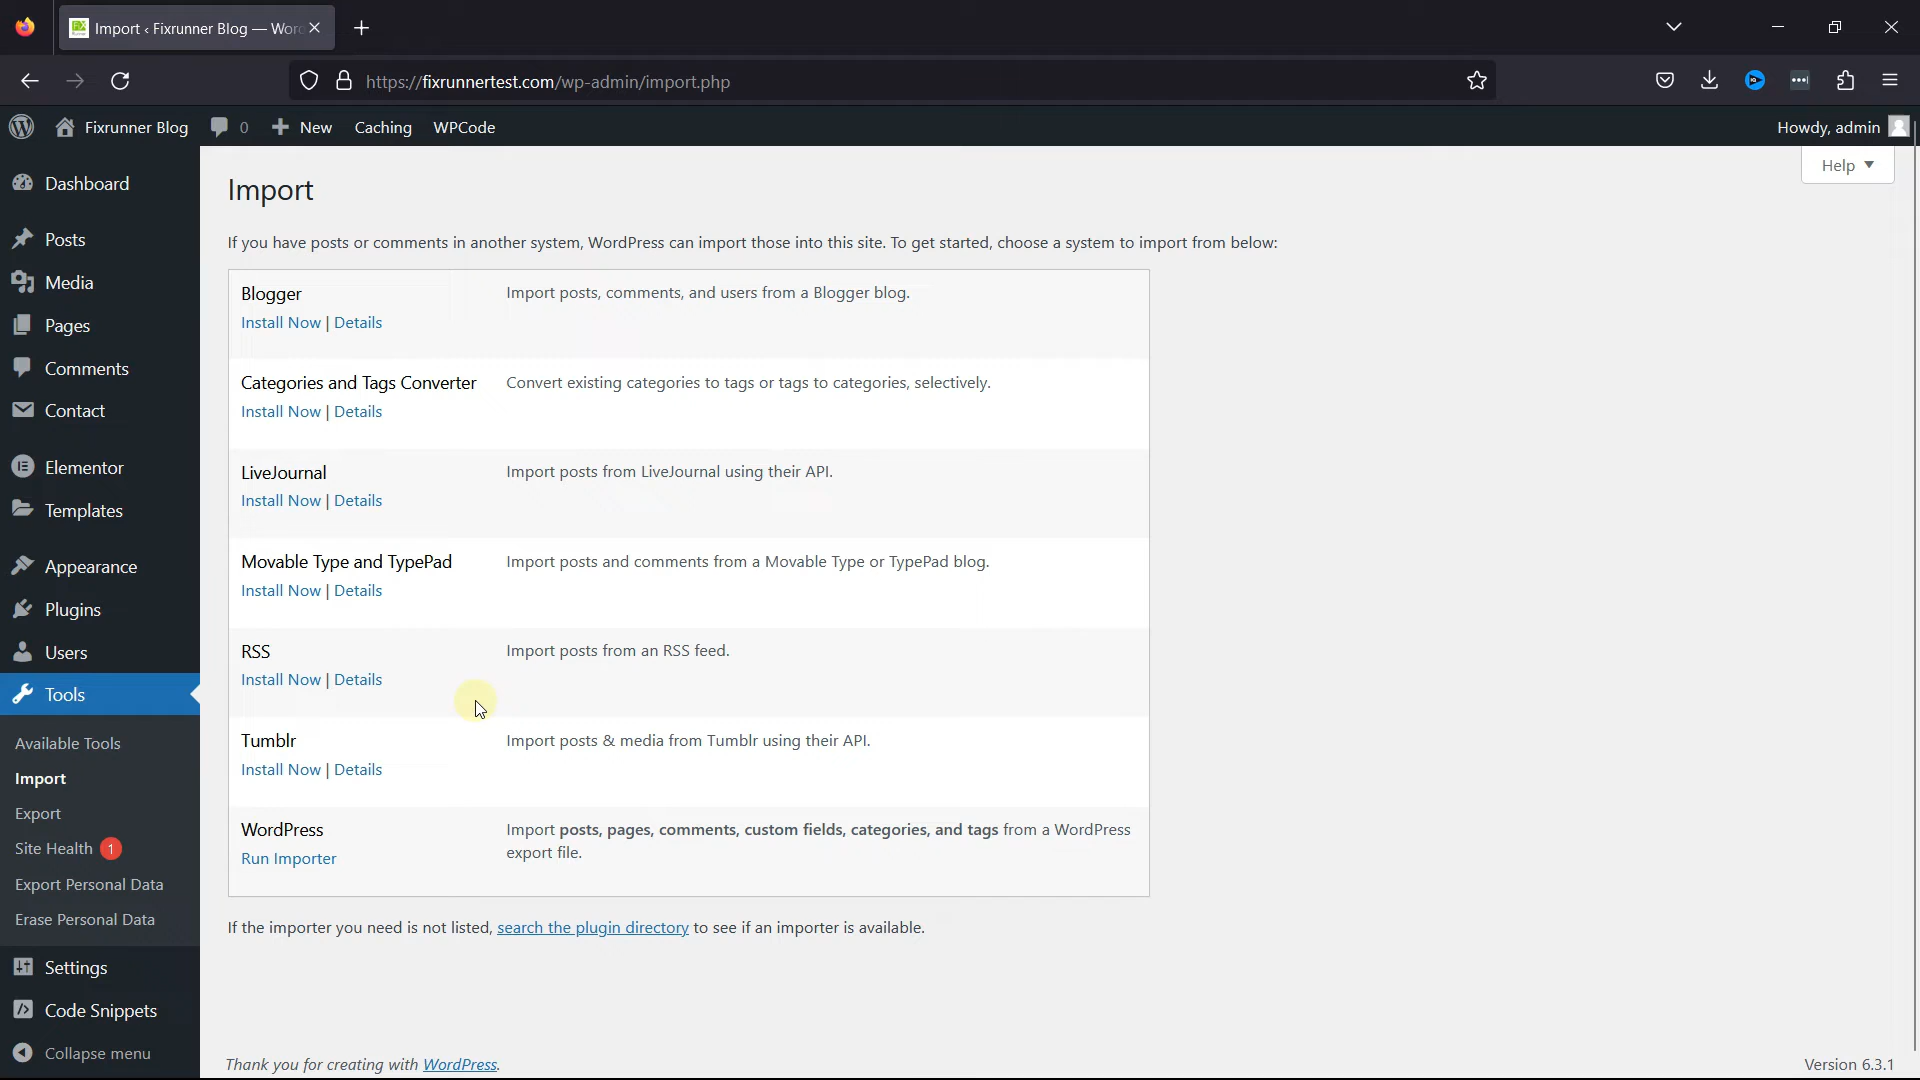 Import ‹ Fixrunner Blog — Wor
https://fixrunnertest.com/wp-admin/import.php
Fixrunner Blog
0
New
Caching
WPCode
Howdy, admin
Dashboard
Posts
Media
Pages
Comments
Contact
Elementor
Templates
Appearance
Plugins
Users
Tools
Available Tools
Import
Export
Site Health 1
Export Personal Data
Erase Personal Data
Settings
Code Snippets
Collapse menu
Help
Import
If you have posts or comments in another system, WordPress can import those into this site. To get started, choose a system to import from below:
Blogger
Import posts, comments, and users from a Blogger blog.
Install Now | Details
Categories and Tags Converter
Convert existing categories to tags or tags to categories, selectively.
Install Now | Details
LiveJournal
Import posts from LiveJournal using their API.
Install Now | Details
Movable Type and TypePad
Import posts and comments from a Movable Type or TypePad blog.
Install Now | Details
RSS
Import posts from an RSS feed.
Install Now | Details
Tumblr
Import posts & media from Tumblr using their API.
Install Now | Details
WordPress
Import posts, pages, comments, custom fields, categories, and tags from a WordPress
export file.
Run Importer
If the importer you need is not listed, search the plugin directory to see if an importer is available.
Thank you for creating with WordPress.
Version 6.3.1